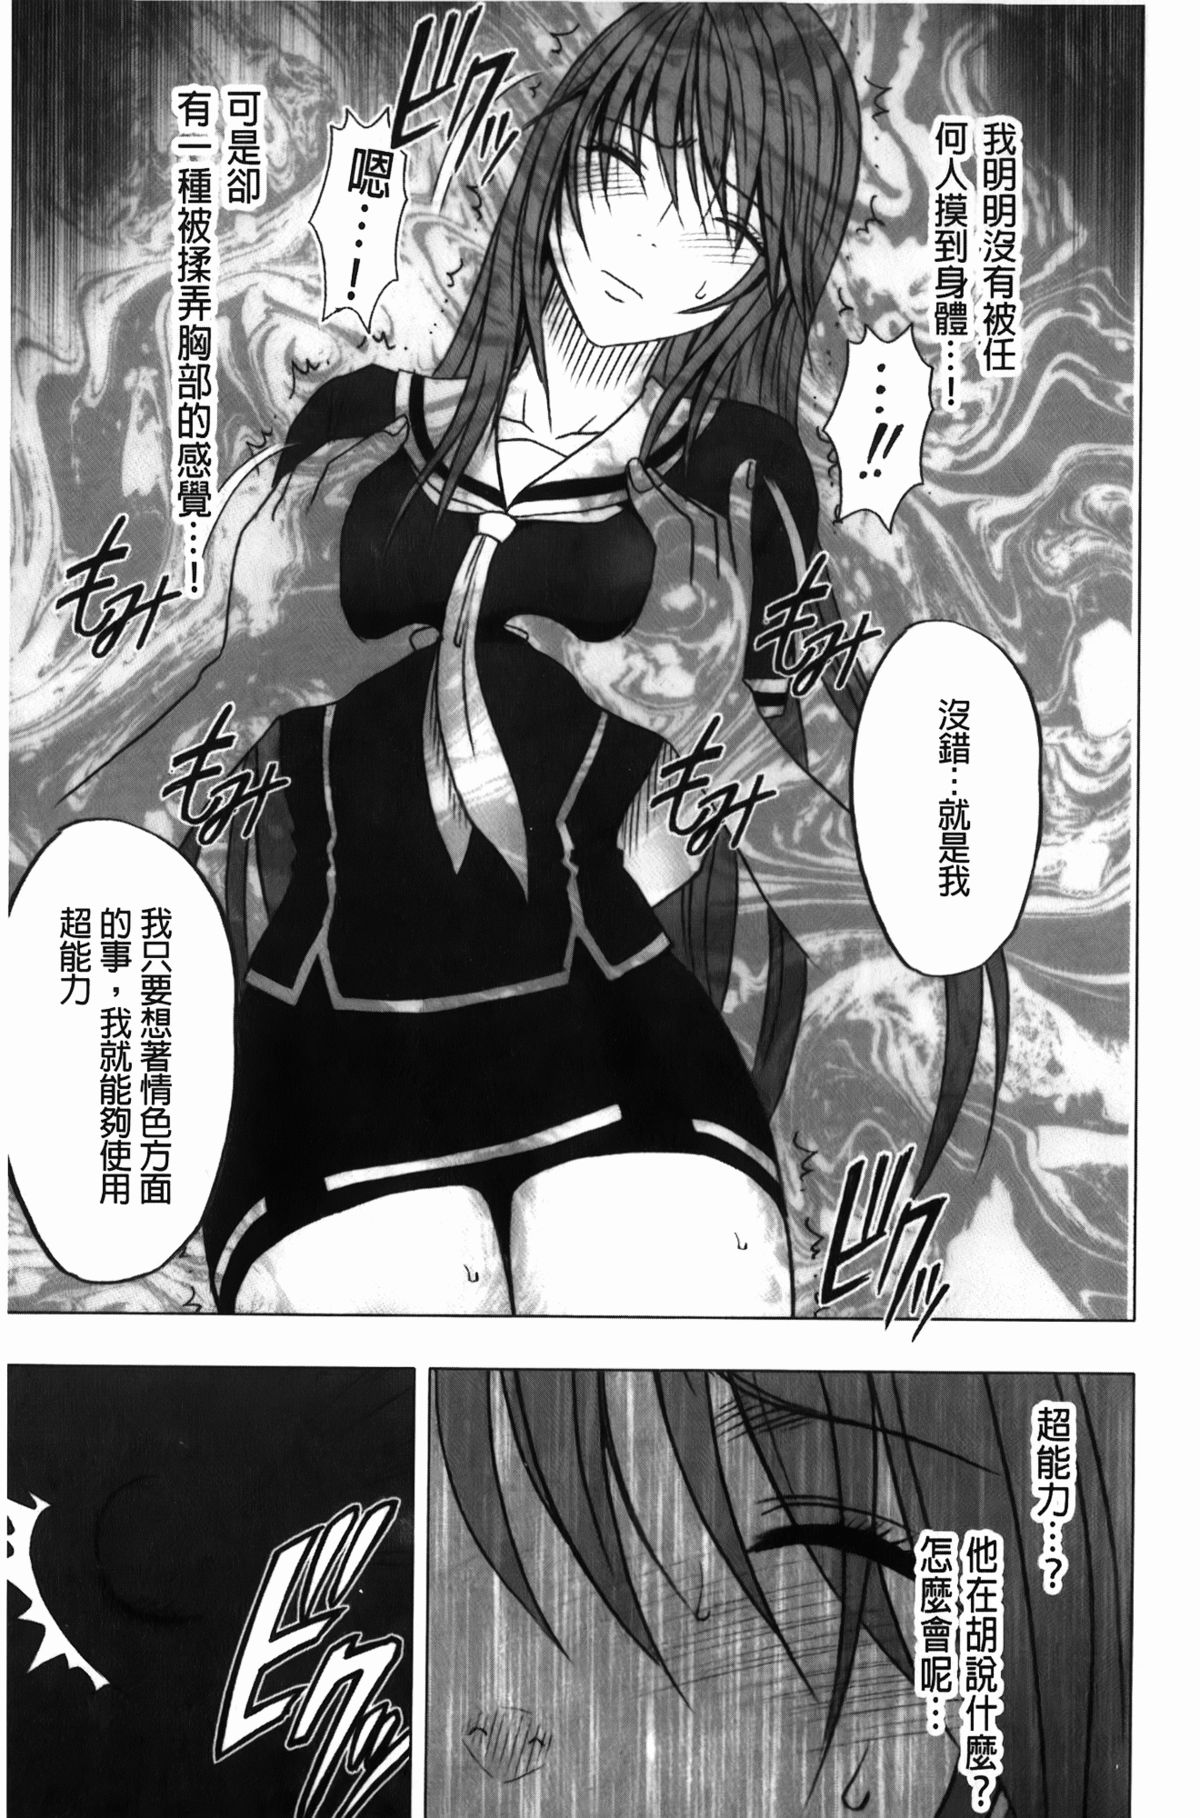 我明明沒有被任
何人摸到身體…!
…!!
ビクッ
嗯…!
可是卻
有一種被揉弄胸部的感覺…!
もみ
もみ
もみ
もみ
沒錯…就是我
我只要想著情色方面
的事，我就能夠使用
超能力
ビクッ
超能力…?
他在胡說什麼?
怎麼會呢…
ビクッ